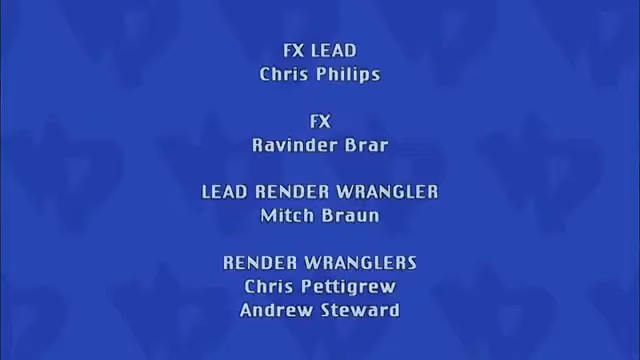 FX LEAD
Chris Philips
FX
Ravinder Brar
LEAD RENDER WRANGLER
Mitch Braun
RENDER WRANGLERS
Chris Pettigrew
Andrew Steward